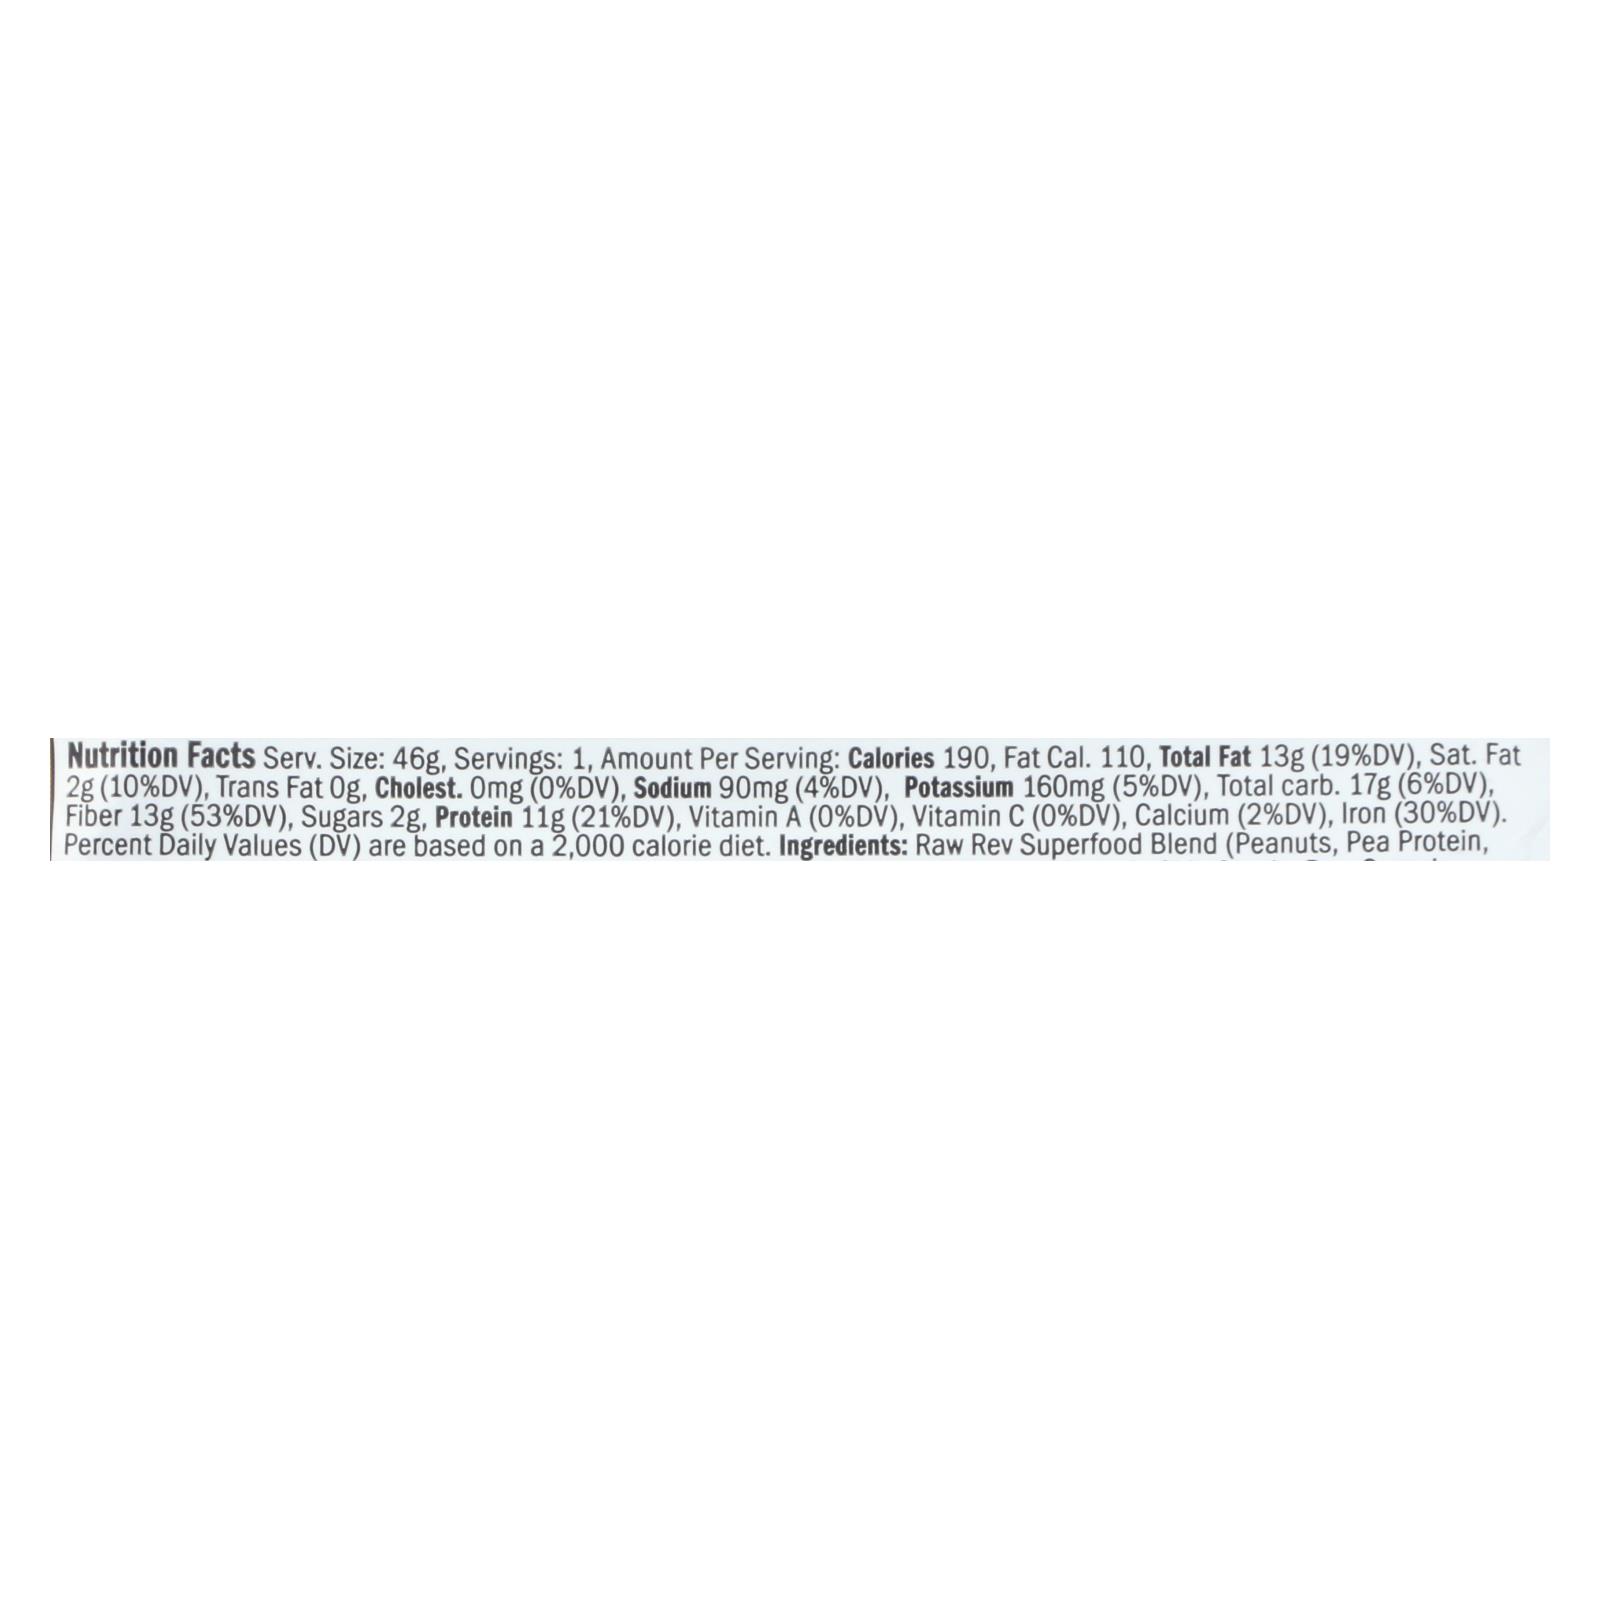 Nutrition Facts Serv. Size: 46g, Servings: 1, Amount Per Serving: Calories 190, Fat Cal. 110, Total Fat 13g (19%DV), Sat. Fat
2g (10%DV), Trans Fat 0g, Cholest. 0mg (0%DV), Sodium 90mg (4%DV), Potassium 160mg (5%DV), Total carb. 17g (6%DV),
Fiber 13g (53%DV), Sugars 2g, Protein 11g (21%DV), Vitamin A (0%DV), Vitamin C (0%DV), Calcium (2%DV), Iron (30%DV).
Percent Daily Values (DV) are based on a 2,000 calorie diet. Ingredients: Raw Rev Superfood Blend (Peanuts, Pea Protein,